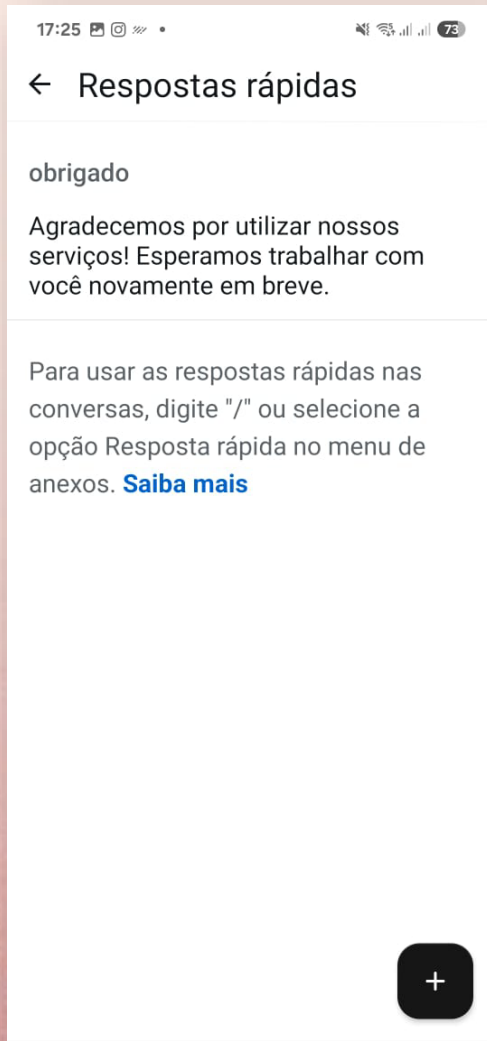 17:25
73
Respostas rápidas
obrigado
Agradecemos por utilizar nossos
serviços! Esperamos trabalhar com
você novamente em breve.
Para usar as respostas rápidas nas
conversas, digite "/" ou selecione a
opção Resposta rápida no menu de
anexos. Saiba mais
+